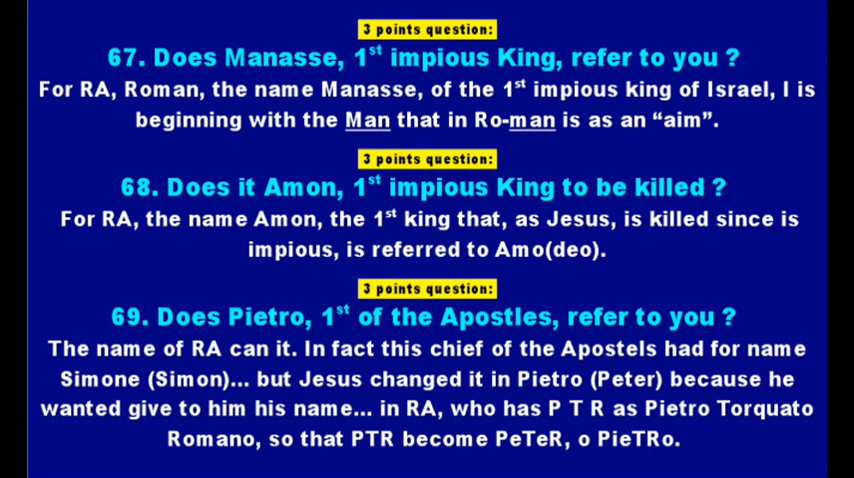 3 points question:
67. Does Manasse, 1st impious King, refer to you ?
For RA, Roman, the name Manasse, of the 1st impious king of Israel, I is
beginning with the Man that in Ro-man is as an “aim”.
3 points question:
68. Does it Amon, 1st impious King to be killed ?
For RA, the name Amon, the 1st king that, as Jesus, is killed since is
impious, is referred to Amo(deo).
3 points question:
69. Does Pietro, 1st of the Apostles, refer to you ?
The name of RA can it. In fact this chief of the Apostels had for name
Simone (Simon)... but Jesus changed it in Pietro (Peter) because he
wanted give to him his name... in RA, who has P T R as Pietro Torquato
Romano, so that PTR become PeTeR, o PieTRo.